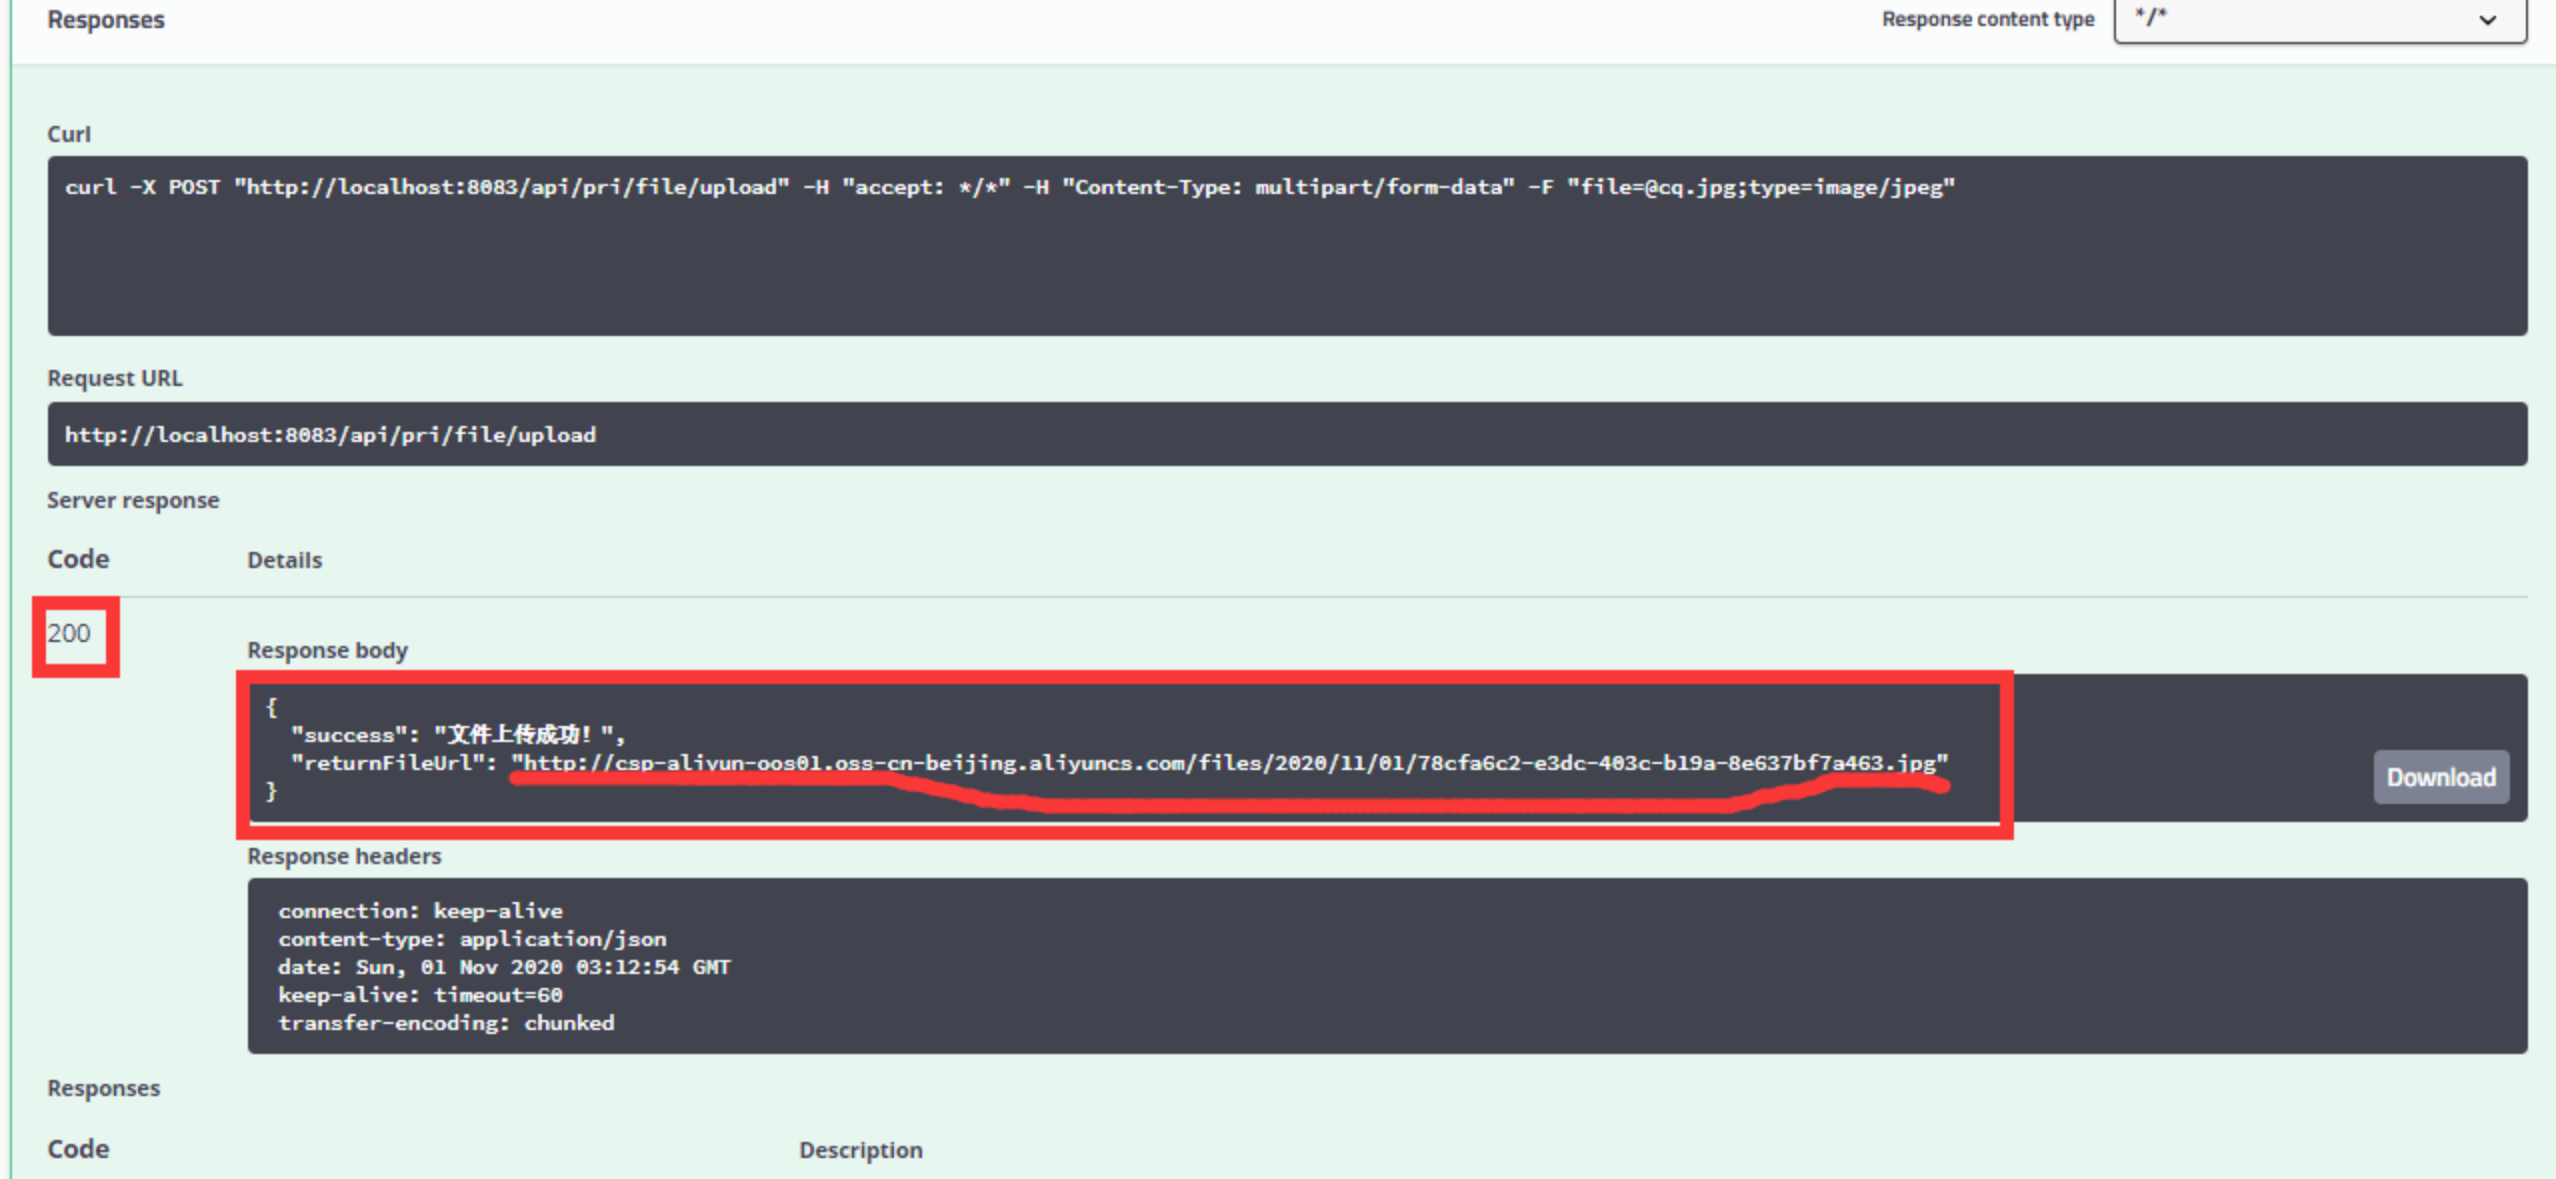 Responses
Response content type */*
Curl
curl -X POST "http://localhost:8083/api/pri/file/upload" -H "accept: */*" -H "Content-Type: multipart/form-data" -F "file=@cq.jpg;type=image/jpeg"
Request URL
http://localhost:8083/api/pri/file/upload
Server response
Code Details
200
Response body
{
"success": "文件上传成功! ",
"returnFileUrl": "http://csp-aliyun-oos01.oss-cn-beijing.aliyuncs.com/files/2020/11/01/78cfa6c2-e3dc-403c-b19a-8e637bf7a463.jpg"
}
Download
Response headers
connection: keep-alive
content-type: application/json
date: Sun, 01 Nov 2020 03:12:54 GMT
keep-alive: timeout=60
transfer-encoding: chunked
Responses
Code Description